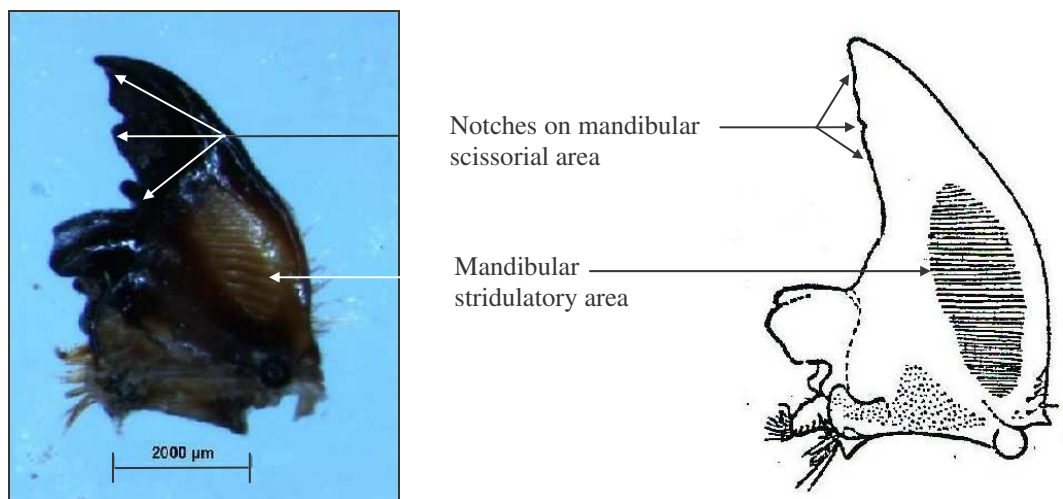 Notches on mandibular
scissorial area
Mandibular
stridulatory area
2000 µm